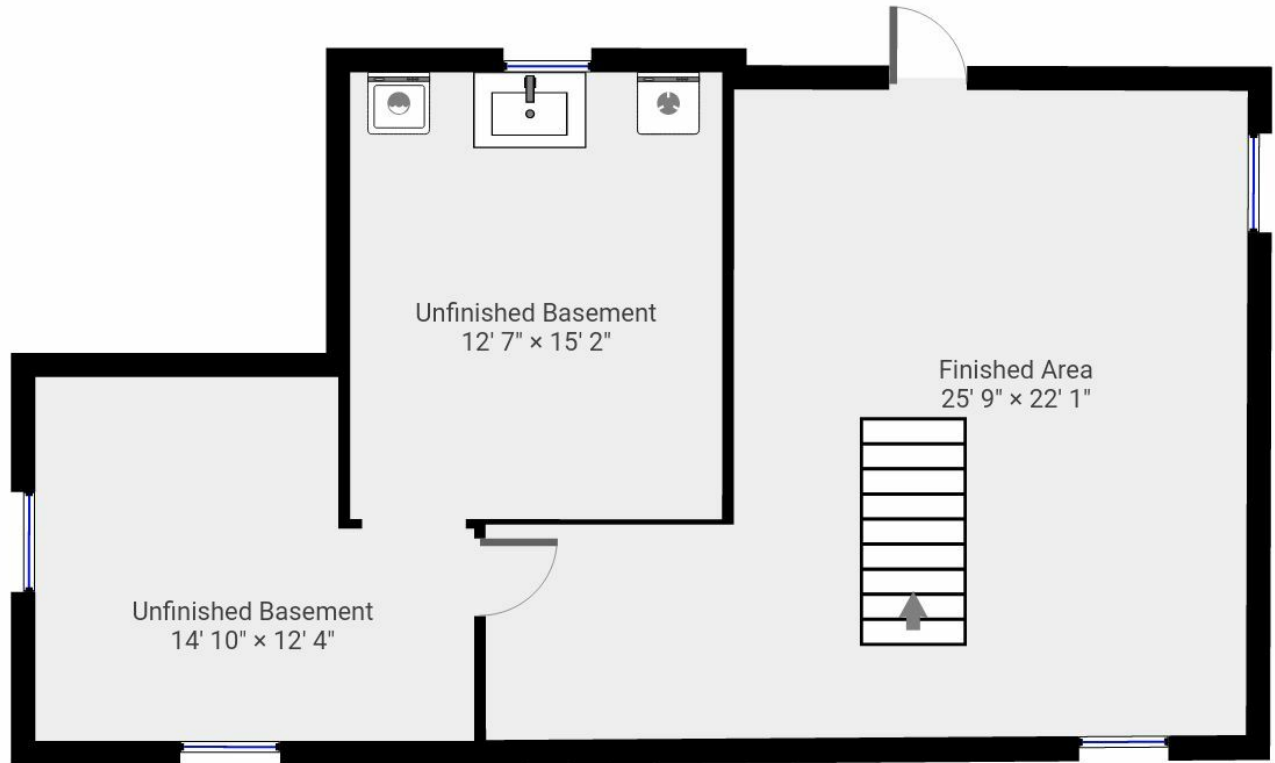 Unfinished Basement
12' 7" × 15' 2"
Finished Area
25' 9" × 22' 1"
Unfinished Basement
14' 10" × 12' 4"